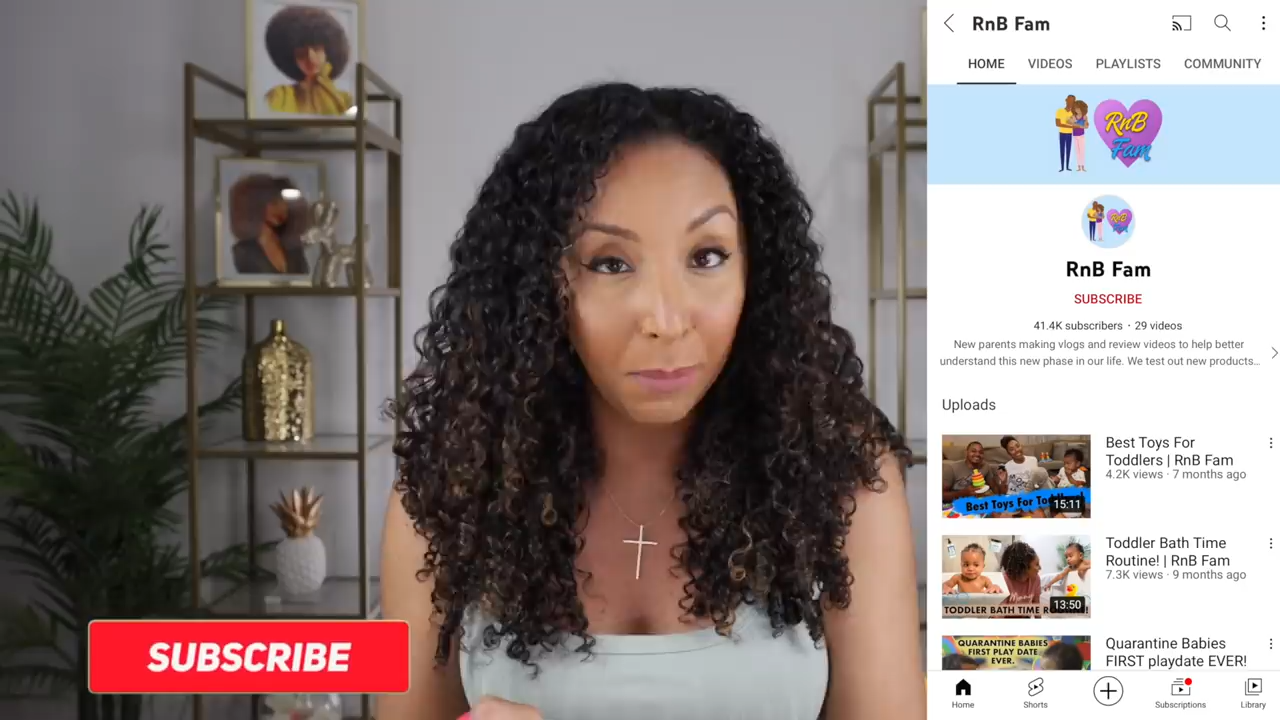 RnB Fam
HOME VIDEOS PLAYLISTS COMMUNITY
RnB
Fam
RnB Fam
SUBSCRIBE
41.4K subscribers · 29 videos
New parents making vlogs and review videos to help better
understand this new phase in our life. We test out new products...
Uploads
Best Toys For Toddlers!
15:11
Best Toys For
Toddlers | RnB Fam
4.2K views · 7 months ago
TODDLER BATH TIME
13:50
Toddler Bath Time
Routine! | RnB Fam
7.3K views · 9 months ago
QUARANTINE BABIES
FIRST PLAY DATE
EVER.
Quarantine Babies
FIRST playdate EVER!
Home Shorts Subscriptions Library
SUBSCRIBE